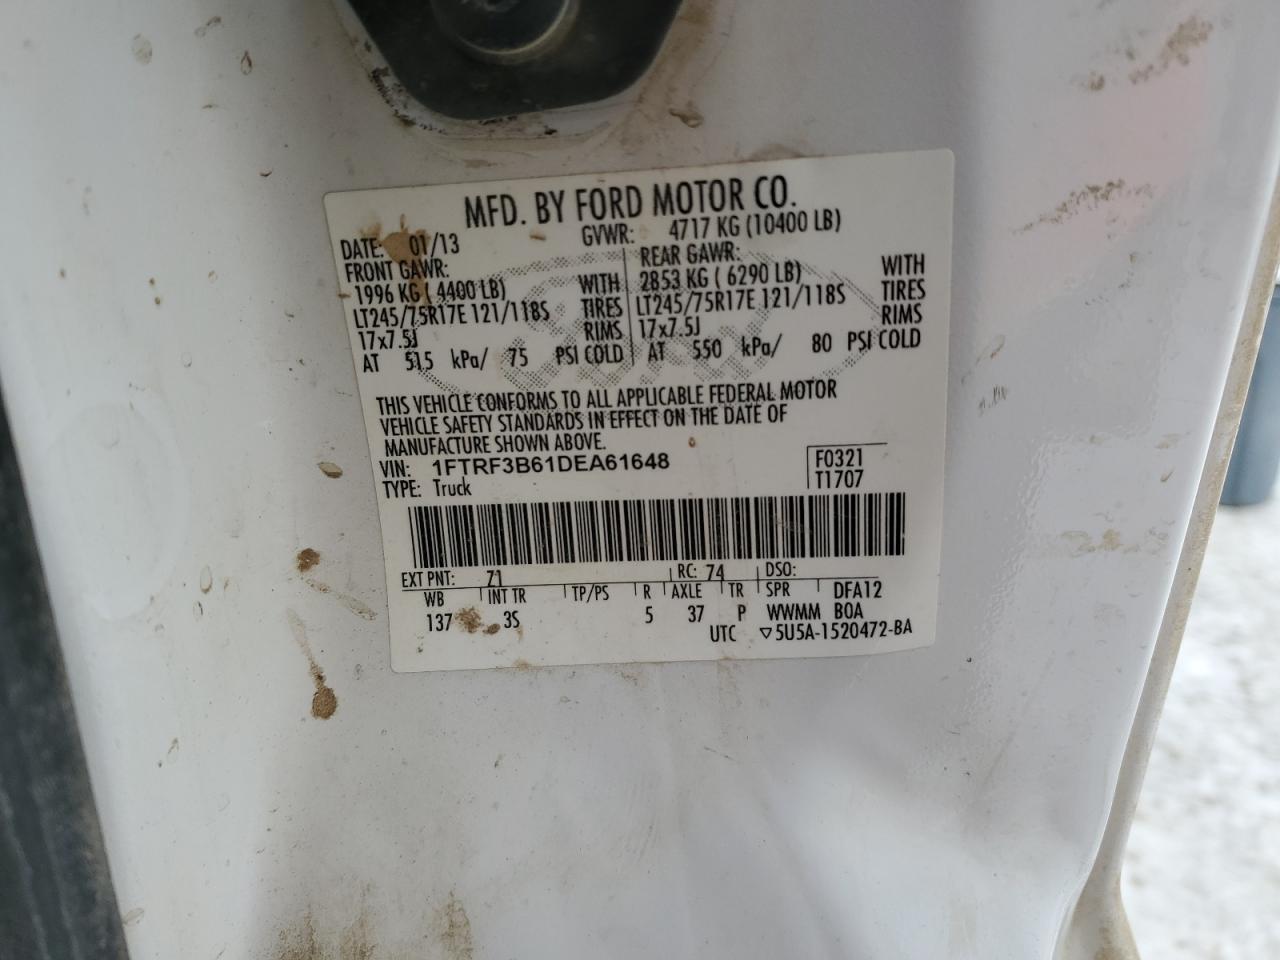 MFD. BY FORD MOTOR CO.
DATE: 01/13 GVWR: 4717 KG (10400 LB)
FRONT GAWR: REAR GAWR:
1996 KG ( 4400 LB) WITH 2853 KG ( 6290 LB) WITH
LT245/75R17E 121/118S TIRES LT245/75R17E 121/118S TIRES
17x7.5J RIMS 17x7.5J RIMS
AT 515 kPa/ 75 PSI COLD AT 550 kPa/ 80 PSI COLD
THIS VEHICLE CONFORMS TO ALL APPLICABLE FEDERAL MOTOR
VEHICLE SAFETY STANDARDS IN EFFECT ON THE DATE OF
MANUFACTURE SHOWN ABOVE.
VIN: 1FTRF3B61DEA61648 F0321
TYPE: Truck T1707
EXT PNT: Z1 RC: 74 DSO:
WB INT TR TP/PS R AXLE TR SPR DFA12
137 3S 5 37 P WWMM BOA
UTC ▽5U5A-1520472-BA